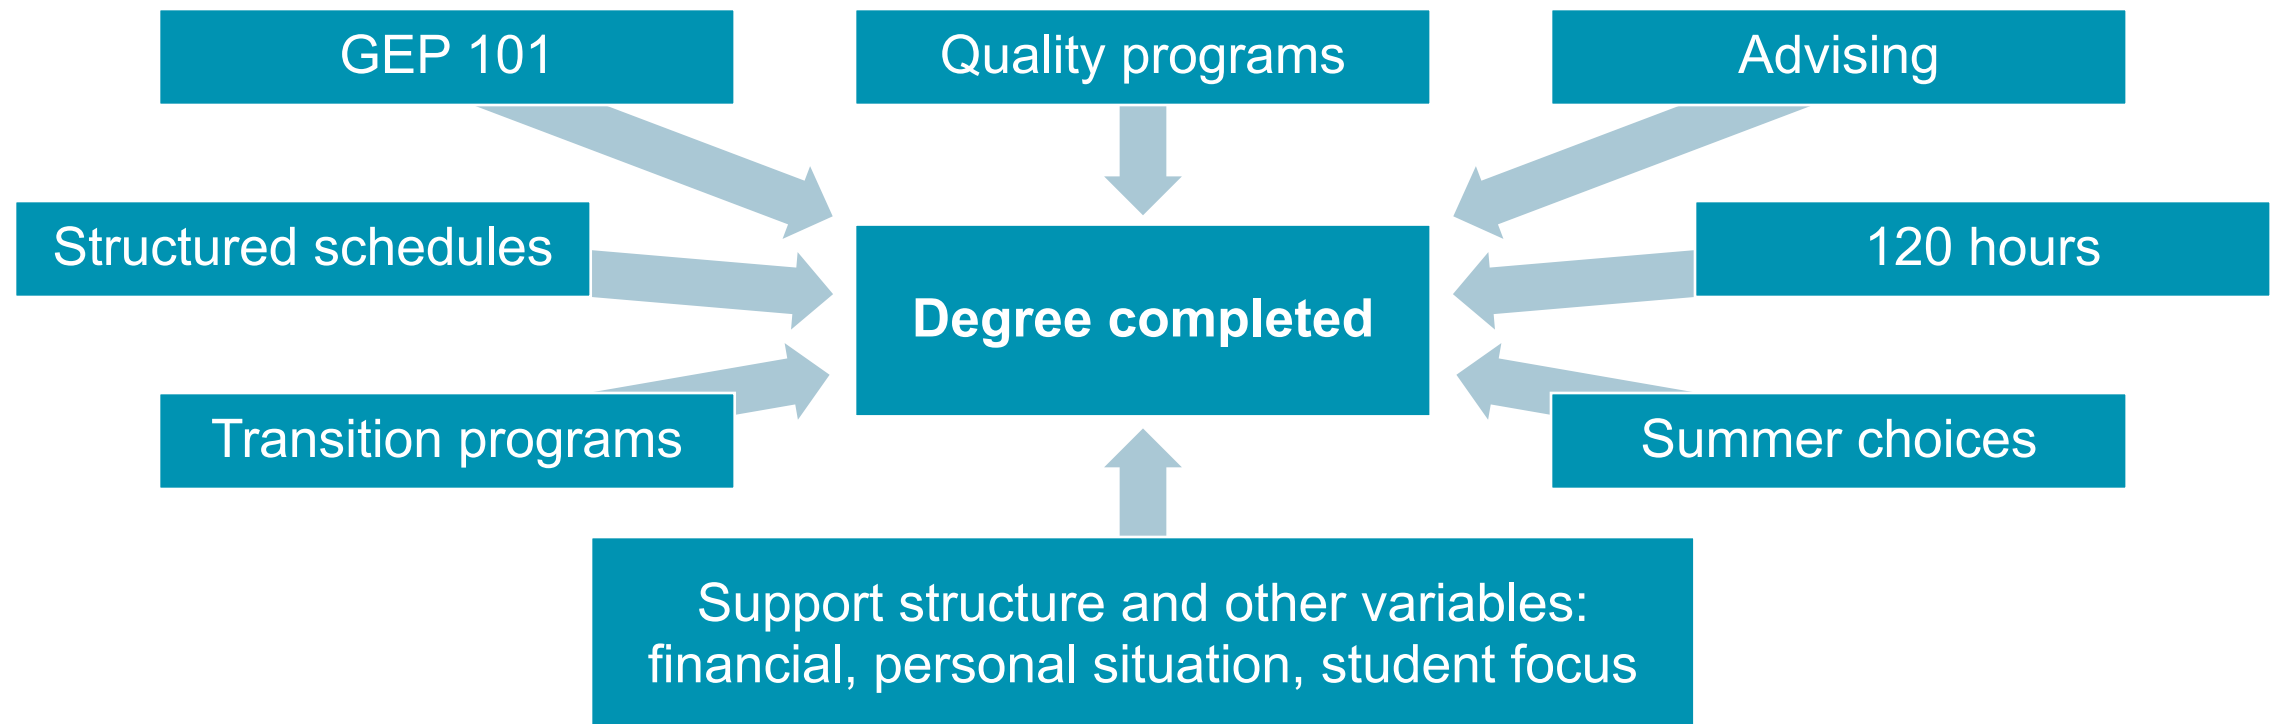 GEP 101
Quality programs
Advising
Structured schedules
120 hours
Degree completed
Transition programs
Summer choices
Support structure and other variables:
financial, personal situation, student focus